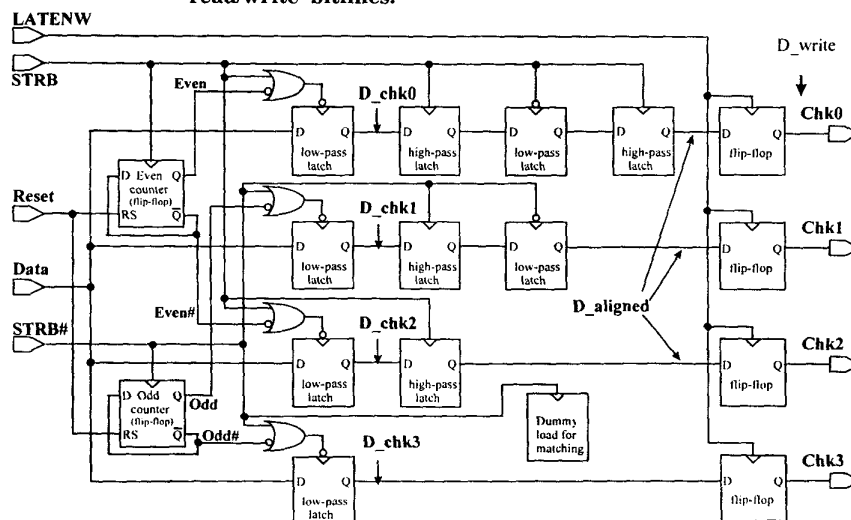 read/write bitlines.
LATENW
D_write
STRB
Even
D_chk0
Chk0
D Q
low-pass
latch
D Q
high-pass
latch
D Q
low-pass
latch
D Q
high-pass
latch
D Q
flip-flop
D Even Q
counter
(flip-flop)
RS Q
Reset
D_chk1
Chk1
D Q
low-pass
latch
D Q
high-pass
latch
D Q
low-pass
latch
D Q
flip-flop
Data
Even#
D_aligned
STRB#
D_chk2
Chk2
D Q
low-pass
latch
D Q
high-pass
latch
D Q
flip-flop
D Odd Q
counter
(flip-flop)
RS Q
Odd
Odd#
Dummy
load for
matching
D_chk3
Chk3
D Q
low-pass
latch
D Q
flip-flop